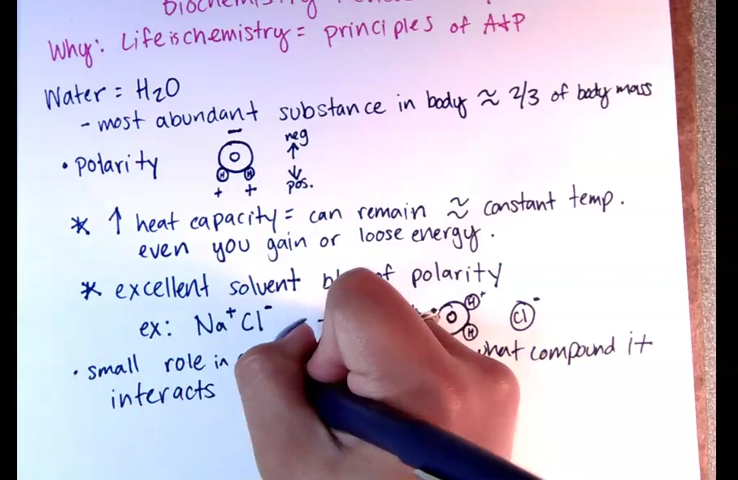 Biochemistry
Why: Life is chemistry = principles of A+P
Water = H2O
- most abundant substance in body ≈ 2/3 of body mass
• polarity
−
O
H H
+ +
neg
↑
↓
pos.
* ↑ heat capacity = can remain ≈ constant temp.
even you gain or loose energy.
* excellent solvent of polarity
ex: Na+Cl- O H+ H Cl-
• small role in what compound it
interacts